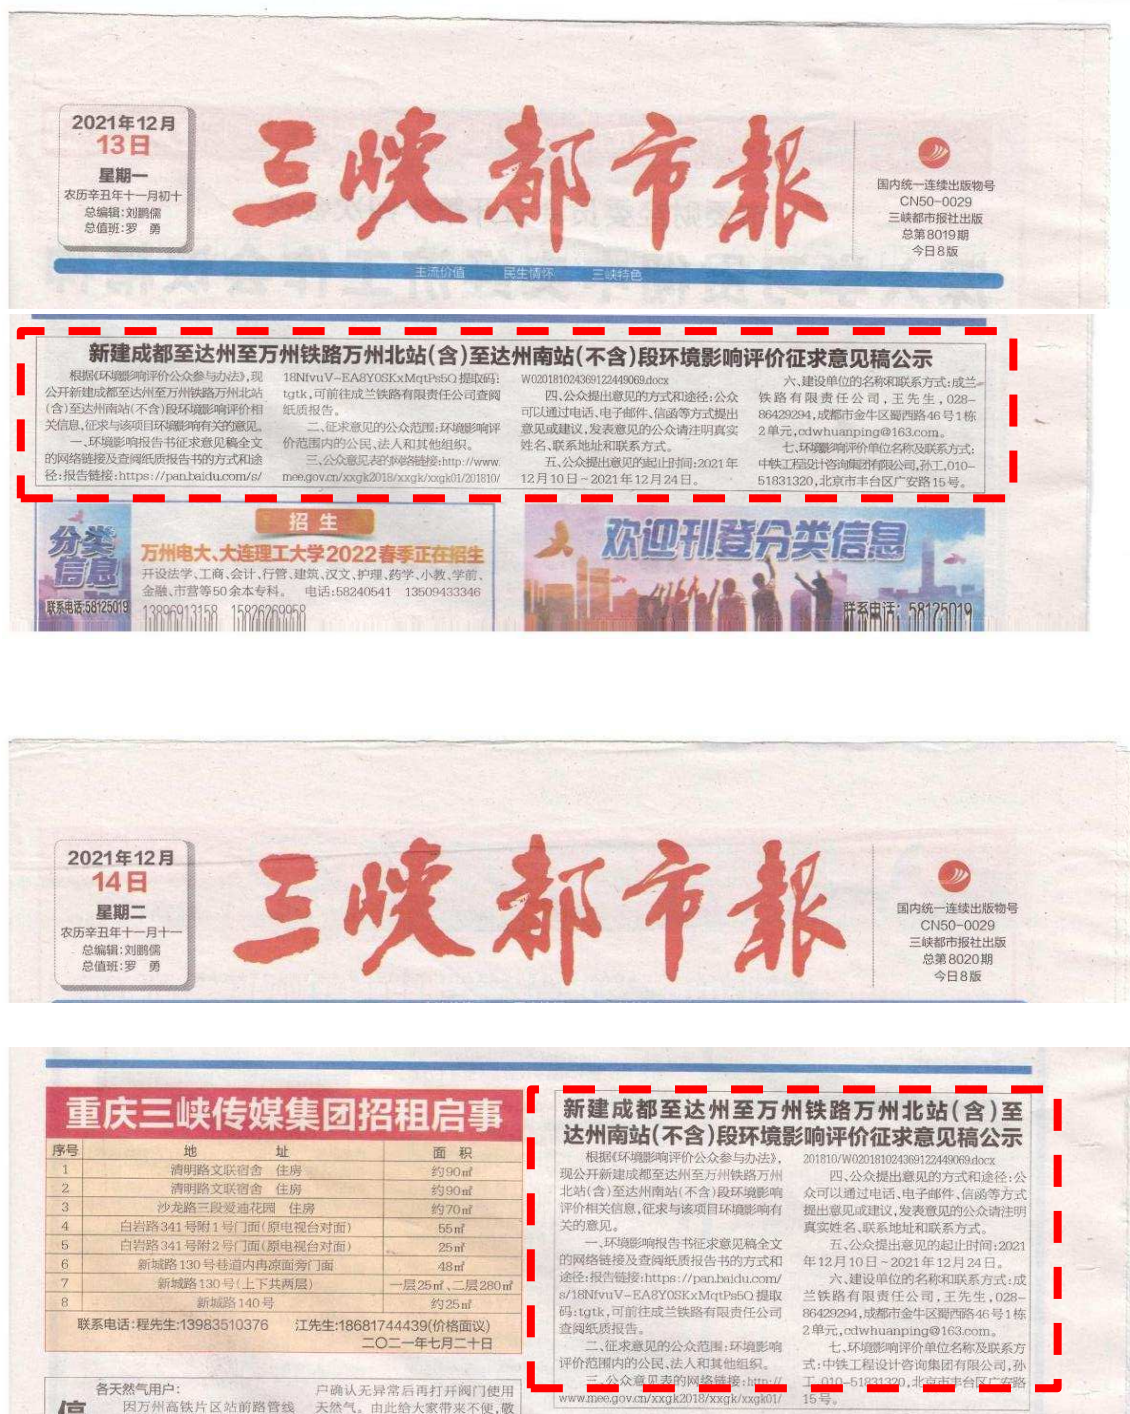 2021年12月
13日
星期一
农历辛丑年十一月初十
总编辑:刘鹏儒
总值班:罗 勇
三峡都市報
国内统一连续出版物号
CN50-0029
三峡都市报社出版
总第8019期
今日8版
主流价值 民生情怀 三峡特色
新建成都至达州至万州铁路万州北站(含)至达州南站(不含)段环境影响评价征求意见稿公示
根据《环境影响评价公众参与办法》,现
公开新建成都至达州至万州铁路万州北站
(含)至达州南站(不含)段环境影响评价相
关信息,征求与该项目环境影响有关的意见。
一、环境影响报告书征求意见稿全文
的网络链接及查阅纸质报告书的方式和途
径:报告链接:https://pan.baidu.com/s/
18NfvuV-EA8Y0SKxMqtPs5Q 提取码:
tgtk,可前往成兰铁路有限责任公司查阅
纸质报告。
二、征求意见的公众范围:环境影响评
价范围内的公民、法人和其他组织。
三、公众意见表的网络链接:http://www.
mee.gov.cn/xxgk2018/xxgk/xxgk01/201810/
W020181024369122449069.docx
四、公众提出意见的方式和途径:公众
可以通过电话、电子邮件、信函等方式提出
意见或建议,发表意见的公众请注明真实
姓名、联系地址和联系方式。
五、公众提出意见的起止时间:2021年
12月10日~2021年12月24日。
六、建设单位的名称和联系方式:成兰
铁路有限责任公司,王先生,028-
86429294,成都市金牛区蜀西路46号1栋
2单元,cdwhuanping@163.com。
七、环境影响评价单位名称及联系方式:
中铁工程设计咨询集团有限公司,孙工,010-
51831320,北京市丰台区广安路15号。
分类
信息
联系电话:58125019
招生
万州电大、大连理工大学2022春季正在招生
开设法学、工商、会计、行管、建筑、汉文、护理、药学、小教、学前、
金融、市营等50余本专科。 电话:58240541 13509433346
13896913158 15826269958
欢迎刊登分类信息
联系电话:58125019
2021年12月
14日
星期二
农历辛丑年十一月十一
总编辑:刘鹏儒
总值班:罗 勇
三峡都市報
国内统一连续出版物号
CN50-0029
三峡都市报社出版
总第8020期
今日8版
重庆三峡传媒集团招租启事
序号 地 址 面 积
1 清明路文联宿舍 住房 约90㎡
2 清明路文联宿舍 住房 约90㎡
3 沙龙路三段爱迪花园 住房 约70㎡
4 白岩路341号附1号门面(原电视台对面) 55㎡
5 白岩路341号附2号门面(原电视台对面) 25㎡
6 新城路130号巷道内冉凉面旁门面 48㎡
7 新城路130号(上下共两层) 一层25㎡、二层280㎡
8 新城路140号 约25㎡
联系电话:程先生:13983510376 江先生:18681744439(价格面议)
二〇二一年七月二十日
各天然气用户:
因万州高铁片区站前路管线
停
户确认无异常后再打开阀门使用
天然气。由此给大家带来不便,敬
新建成都至达州至万州铁路万州北站(含)至
达州南站(不含)段环境影响评价征求意见稿公示
根据《环境影响评价公众参与办法》,
现公开新建成都至达州至万州铁路万州
北站(含)至达州南站(不含)段环境影响
评价相关信息,征求与该项目环境影响有
关的意见。
一、环境影响报告书征求意见稿全文
的网络链接及查阅纸质报告书的方式和
途径:报告链接:https://pan.baidu.com/
s/18NfvuV-EA8Y0SKxMqtPs5Q 提取
码:tgtk,可前往成兰铁路有限责任公司
查阅纸质报告。
二、征求意见的公众范围:环境影响
评价范围内的公民、法人和其他组织。
三、公众意见表的网络链接:http://
www.mee.gov.cn/xxgk2018/xxgk/xxgk01/
201810/W020181024369122449069.docx
四、公众提出意见的方式和途径:公
众可以通过电话、电子邮件、信函等方式
提出意见或建议,发表意见的公众请注明
真实姓名、联系地址和联系方式。
五、公众提出意见的起止时间:2021
年12月10日~2021年12月24日。
六、建设单位的名称和联系方式:成
兰铁路有限责任公司,王先生,028-
86429294,成都市金牛区蜀西路46号1栋
2单元,cdwhuanping@163.com。
七、环境影响评价单位名称及联系方
式:中铁工程设计咨询集团有限公司,孙
工,010-51831320,北京市丰台区广安路
15号。